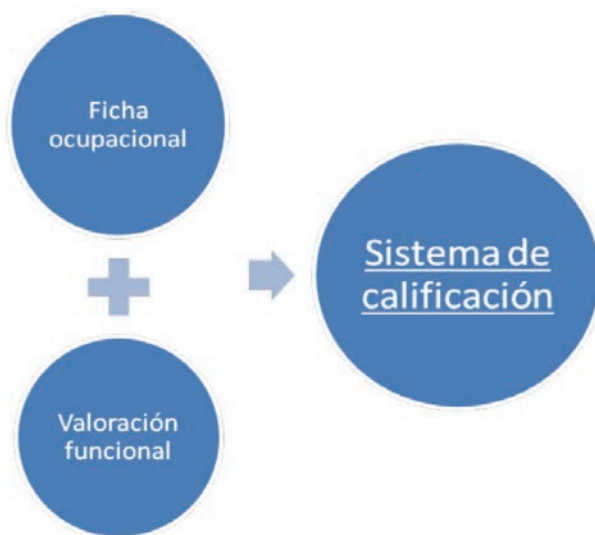 Ficha
ocupacional
Valoración
funcional
Sistema de
calificación